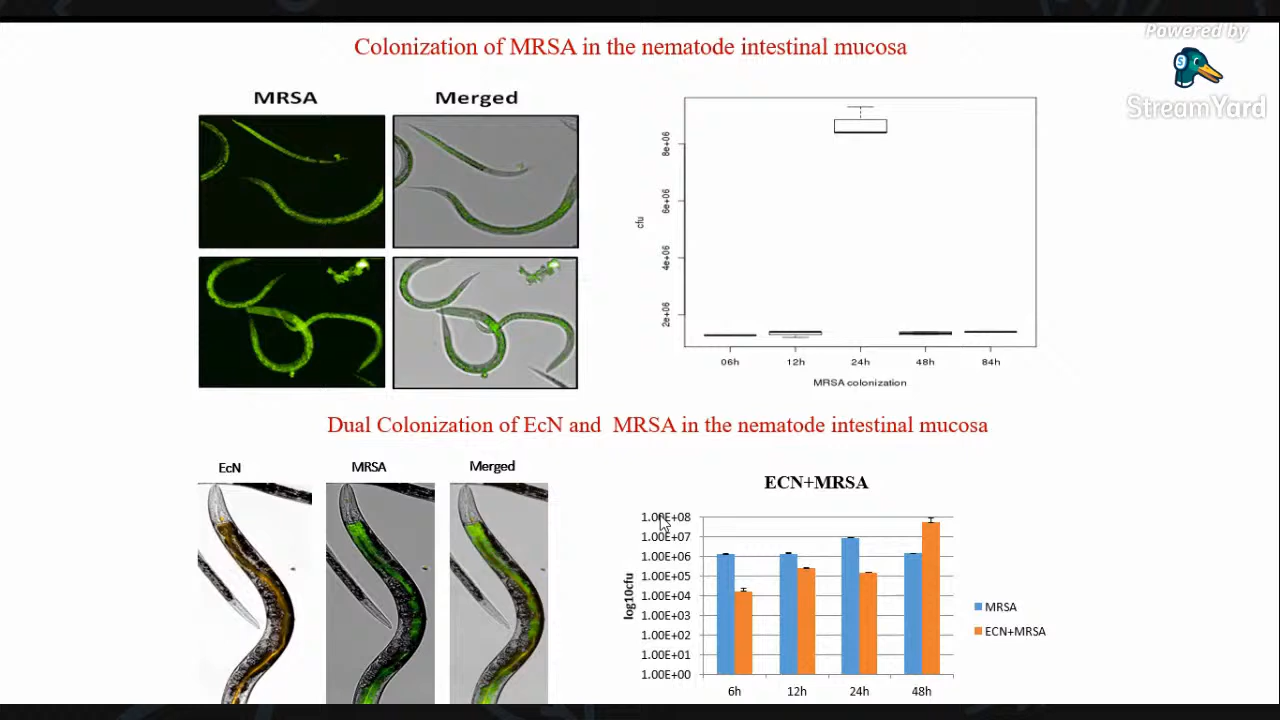 Powered by
StreamYard
Colonization of MRSA in the nematode intestinal mucosa
MRSA
Merged
cfu
8e+06
6e+06
4e+06
2e+06
06h
12h
24h
48h
84h
MRSA colonization
Dual Colonization of EcN and MRSA in the nematode intestinal mucosa
EcN
MRSA
Merged
ECN+MRSA
log10cfu
1.00E+08
1.00E+07
1.00E+06
1.00E+05
1.00E+04
1.00E+03
1.00E+02
1.00E+01
1.00E+00
6h
12h
24h
48h
MRSA
ECN+MRSA